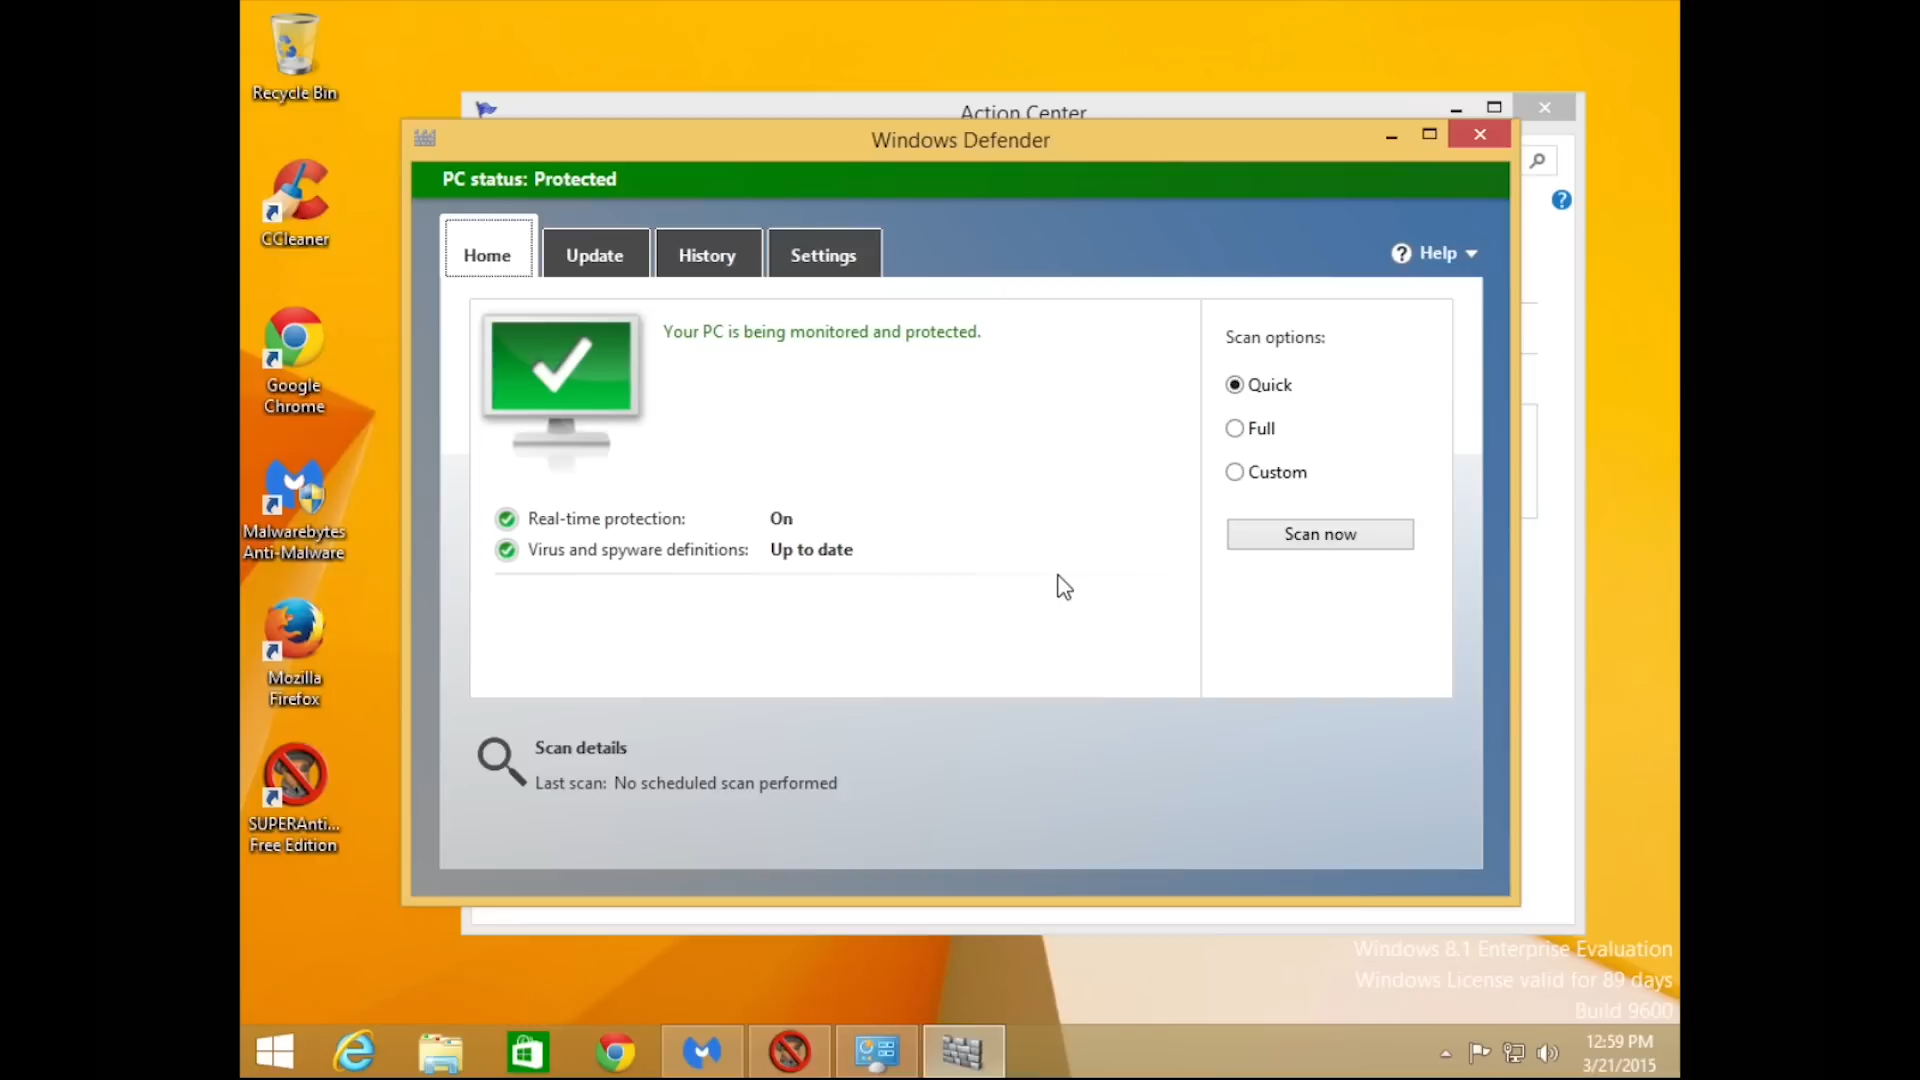 Recycle Bin
CCleaner
Google
Chrome
Malwarebytes
Anti-Malware
Mozilla
Firefox
SUPERAnti...
Free Edition
Action Center
Windows Defender
PC status: Protected
Home
Update
History
Settings
Help
Your PC is being monitored and protected.
Real-time protection: On
Virus and spyware definitions: Up to date
Scan options:
Quick
Full
Custom
Scan now
Scan details
Last scan: No scheduled scan performed
Windows 8.1 Enterprise Evaluation
Windows License valid for 89 days
Build 9600
12:59 PM
3/21/2015